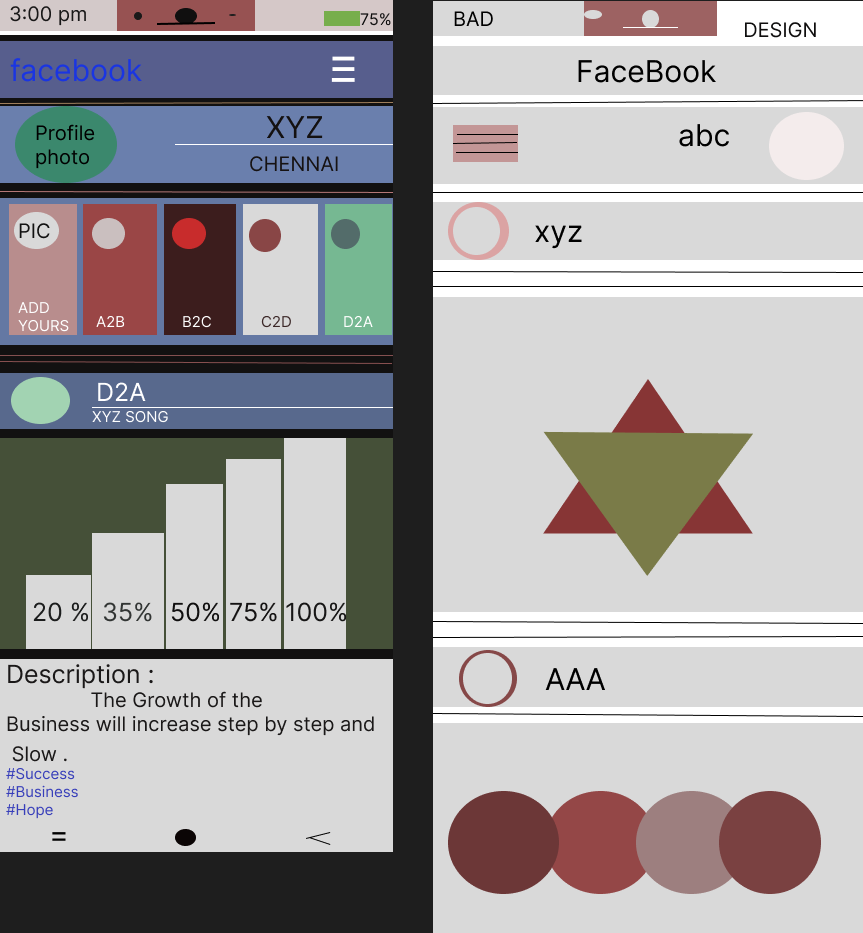 3:00 pm
75%
facebook
Profile
photo
XYZ
CHENNAI
PIC
ADD
YOURS
A2B
B2C
C2D
D2A
D2A
XYZ SONG
20 %
35%
50%
75%
100%
Description :
The Growth of the
Business will increase step by step and
Slow .
#Success
#Business
#Hope
BAD
DESIGN
FaceBook
abc
xyz
AAA